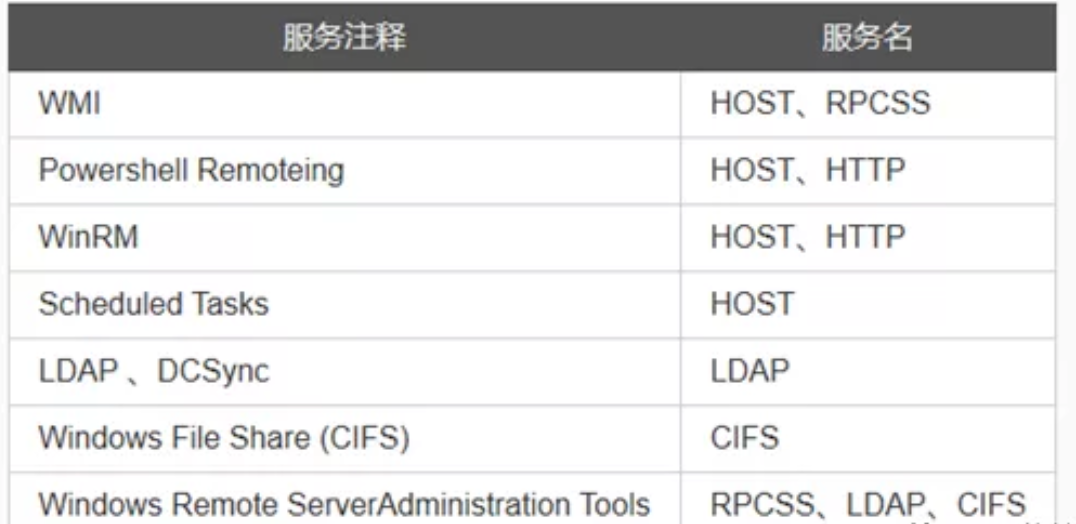 服务注释 服务名
WMI HOST、RPCSS
Powershell Remoteing HOST、HTTP
WinRM HOST、HTTP
Scheduled Tasks HOST
LDAP 、DCSync LDAP
Windows File Share (CIFS) CIFS
Windows Remote ServerAdministration Tools RPCSS、LDAP、CIFS